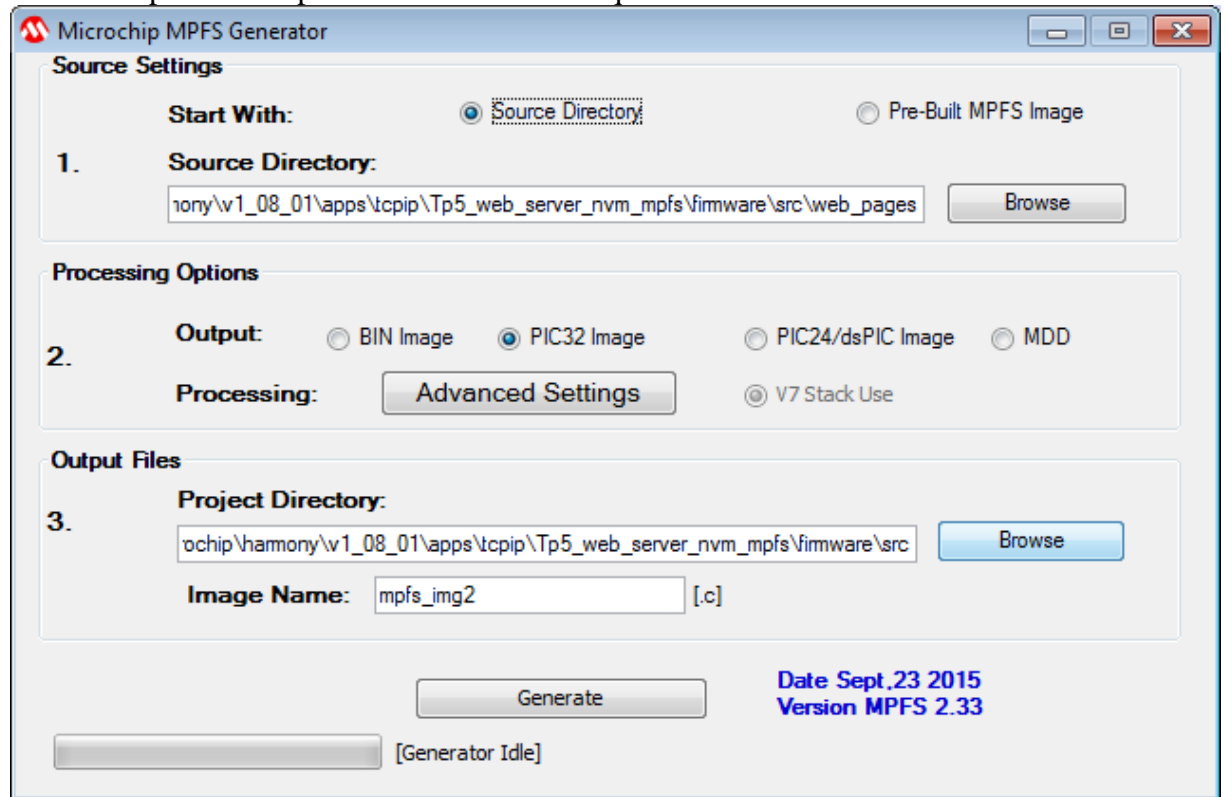 Microchip MPFS Generator
Source Settings
Start With: Source Directory Pre-Built MPFS Image
1. Source Directory:
nony\v1_08_01\apps\tcpip\Tp5_web_server_nvm_mpfs\firmware\src\web_pages Browse
Processing Options
Output: BIN Image PIC32 Image PIC24/dsPIC Image MDD
2.
Processing: Advanced Settings V7 Stack Use
Output Files
Project Directory:
3.
ochip\harmony\v1_08_01\apps\tcpip\Tp5_web_server_nvm_mpfs\firmware\src Browse
Image Name: mpfs_img2 [.c]
Date Sept,23 2015
Generate
Version MPFS 2.33
[Generator Idle]